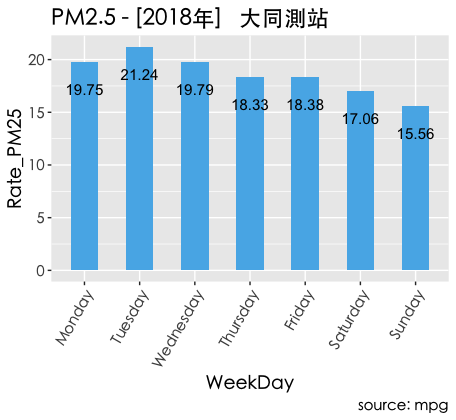 PM2.5 - [2018年] 大同測站
Rate_PM25
20
15
10
5
0
19.75
21.24
19.79
18.33
18.38
17.06
15.56
Monday
Tuesday
Wednesday
Thursday
Friday
Saturday
Sunday
WeekDay
source: mpg